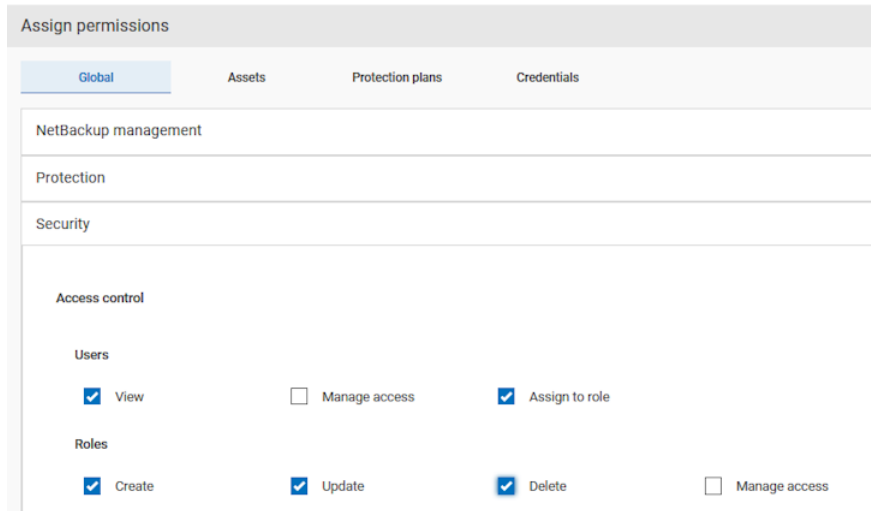 Assign permissions
Global Assets Protection plans Credentials
NetBackup management
Protection
Security
Access control
Users
View Manage access Assign to role
Roles
Create Update Delete Manage access